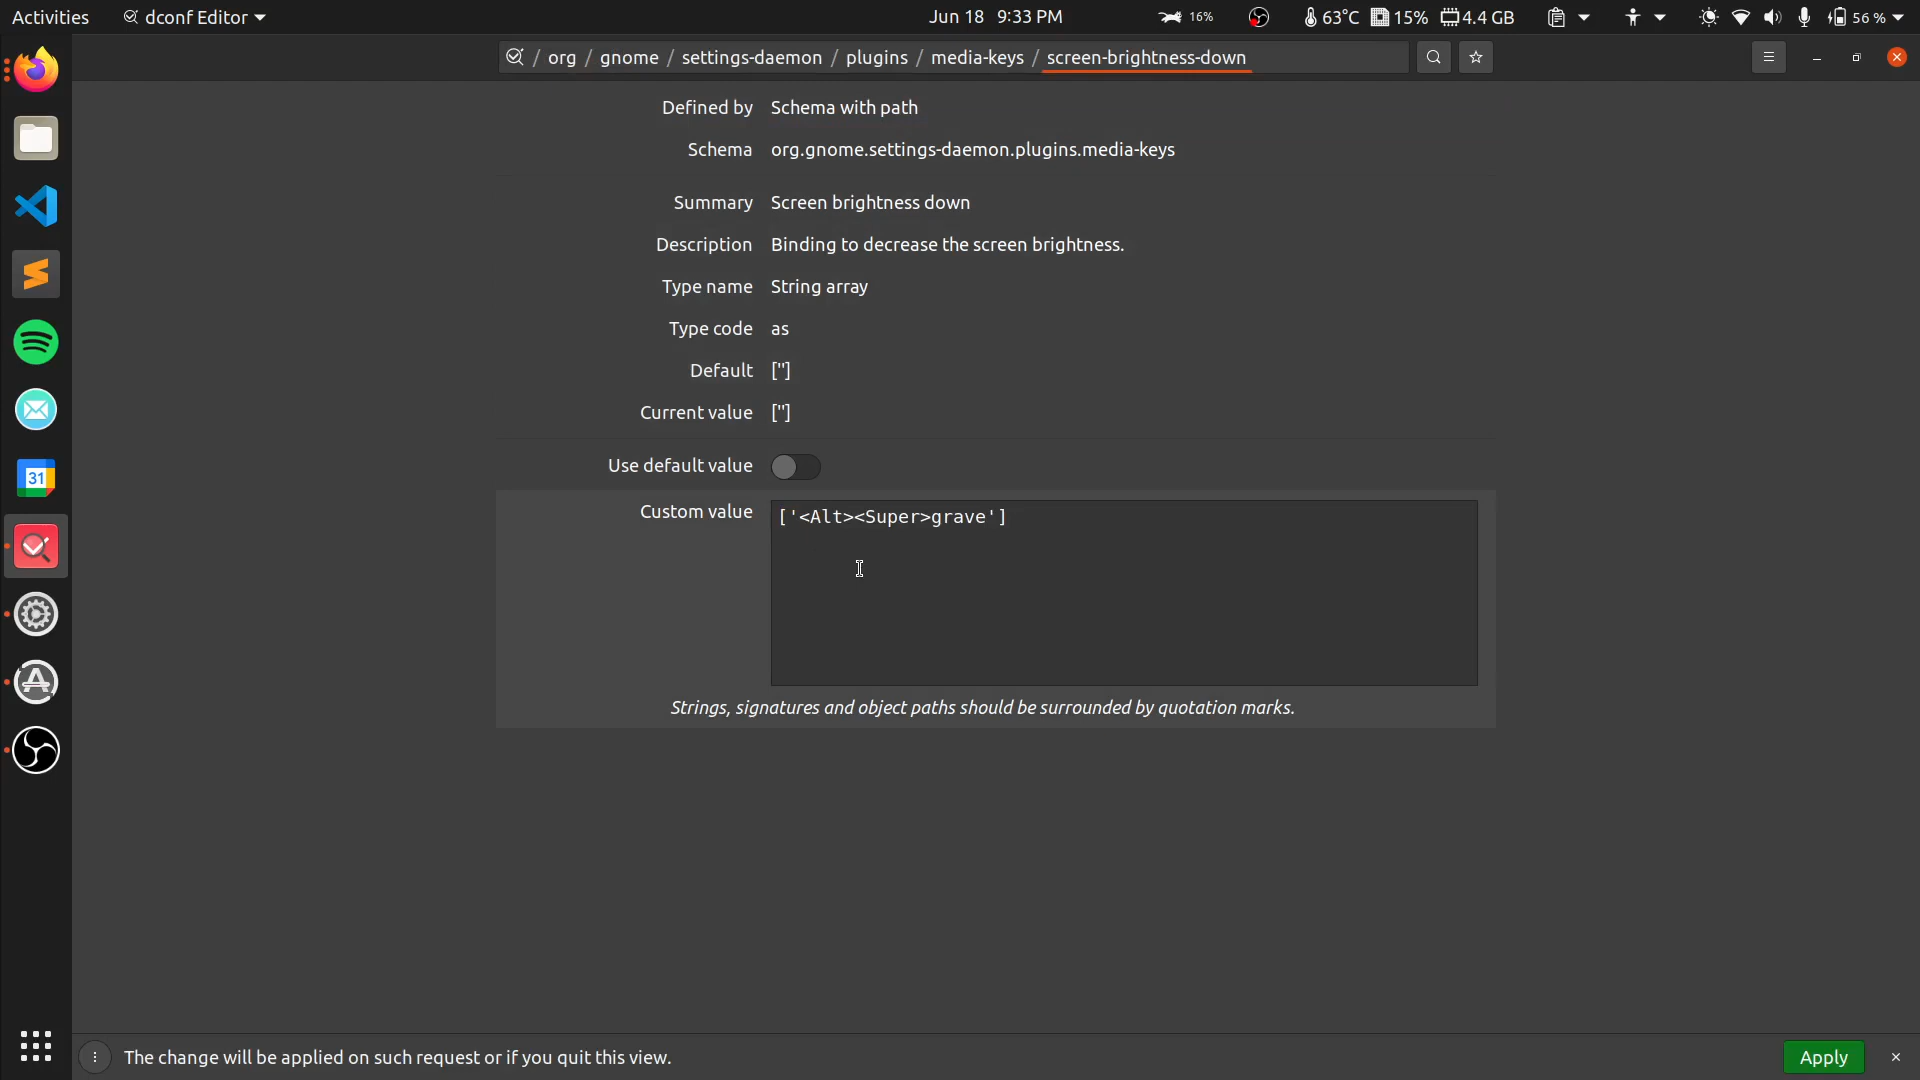 Activities dconf Editor Jun 18 9:33 PM 16% 63°C 15% 4.4 GB 56 %
/ org / gnome / settings-daemon / plugins / media-keys / screen-brightness-down
Defined by Schema with path
Schema org.gnome.settings-daemon.plugins.media-keys
Summary Screen brightness down
Description Binding to decrease the screen brightness.
Type name String array
Type code as
Default ['']
Current value ['']
Use default value
Custom value ['<Alt><Super>grave']
Strings, signatures and object paths should be surrounded by quotation marks.
31
The change will be applied on such request or if you quit this view. Apply